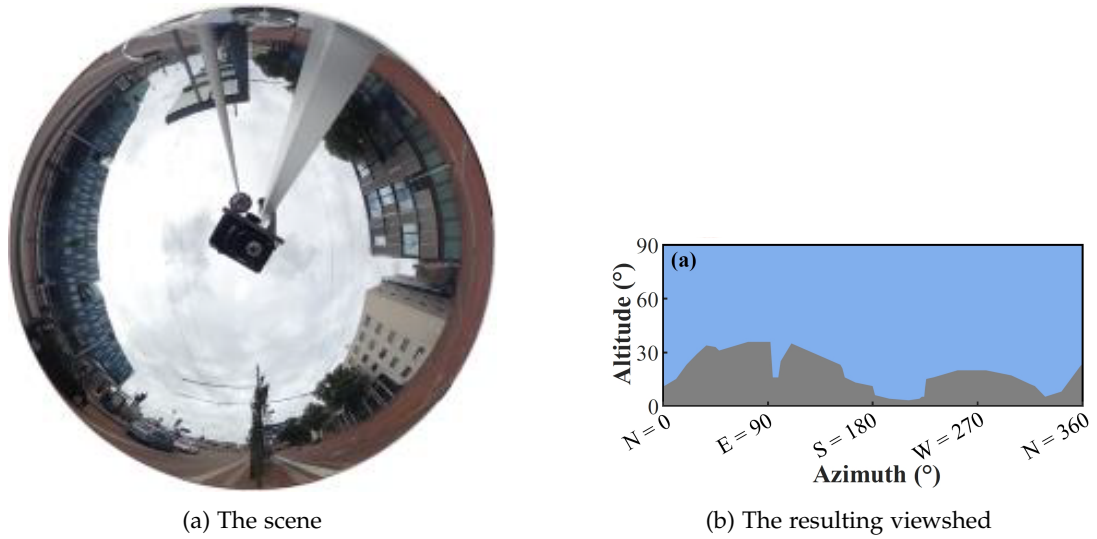 (a)
90
60
30
0
Altitude (°)
N = 0
E = 90
S = 180
W = 270
N = 360
Azimuth (°)
(a) The scene
(b) The resulting viewshed